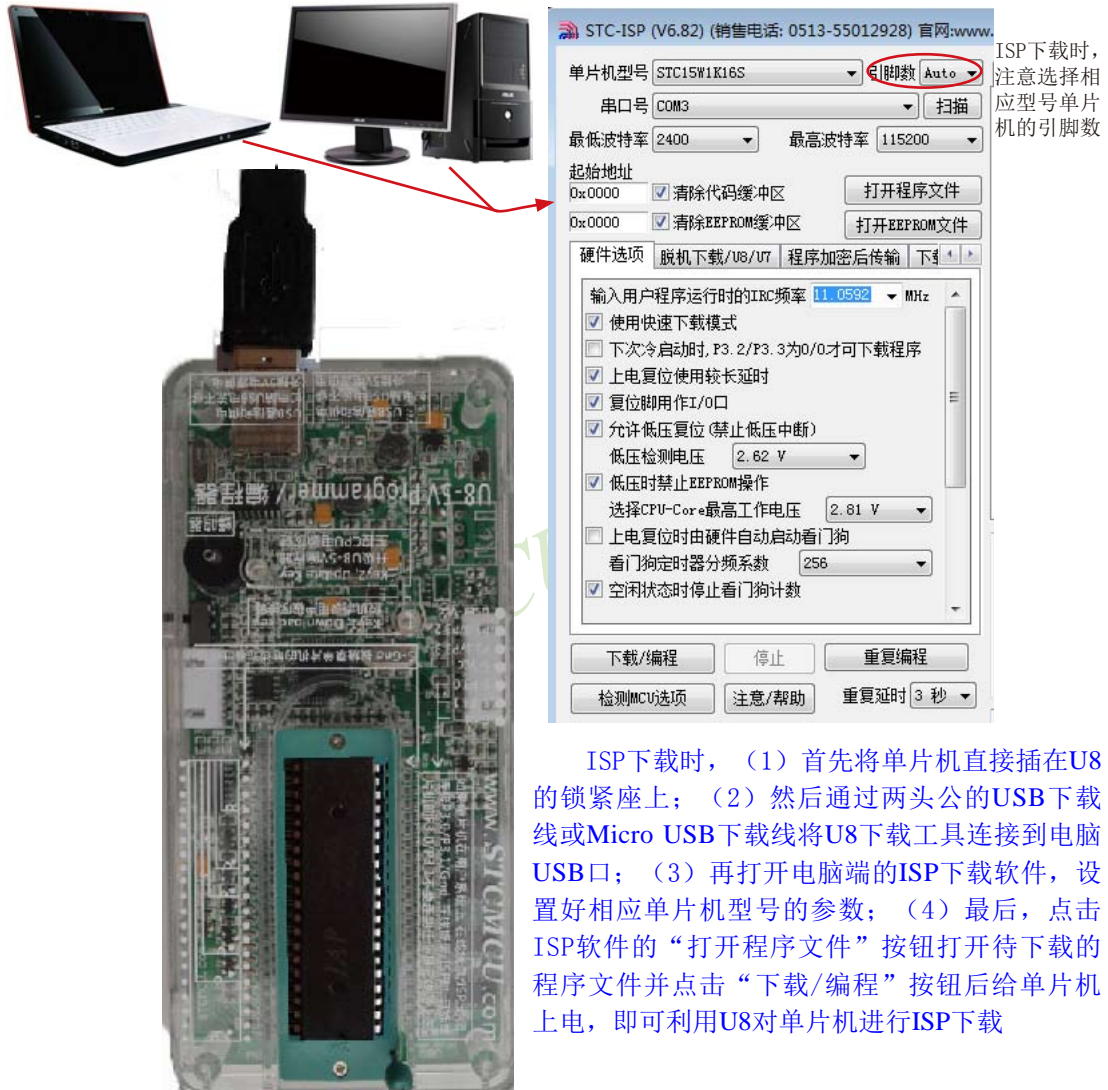 STC-ISP (V6.82) (销售电话: 0513-55012928) 官网:www.
单片机型号 STC15W1K16S 引脚数 Auto
串口号 COM3 扫描
最低波特率 2400 最高波特率 115200
起始地址
0x0000 清除代码缓冲区 打开程序文件
0x0000 清除EEPROM缓冲区 打开EEPROM文件
硬件选项 脱机下载/U8/U7 程序加密后传输
输入用户程序运行时的IRC频率 11.0592 MHz
使用快速下载模式
下次冷启动时,P3.2/P3.3为0/0才可下载程序
上电复位使用较长延时
复位脚用作I/O口
允许低压复位(禁止低压中断)
低压检测电压 2.62 V
低压时禁止EEPROM操作
选择CPU-Core最高工作电压 2.81 V
上电复位时由硬件自动启动看门狗
看门狗定时器分频系数 256
空闲状态时停止看门狗计数
下载/编程 停止 重复编程
检测MCU选项 注意/帮助 重复延时 3 秒
ISP下载时，
注意选择相
应型号单片
机的引脚数
U8-5V Programmer/编程器
www.STCMCU.com
ISP下载时，（1）首先将单片机直接插在U8
的锁紧座上；（2）然后通过两头公的USB下载
线或Micro USB下载线将U8下载工具连接到电脑
USB口；（3）再打开电脑端的ISP下载软件，设
置好相应单片机型号的参数；（4）最后，点击
ISP软件的“打开程序文件”按钮打开待下载的
程序文件并点击“下载/编程”按钮后给单片机
上电，即可利用U8对单片机进行ISP下载